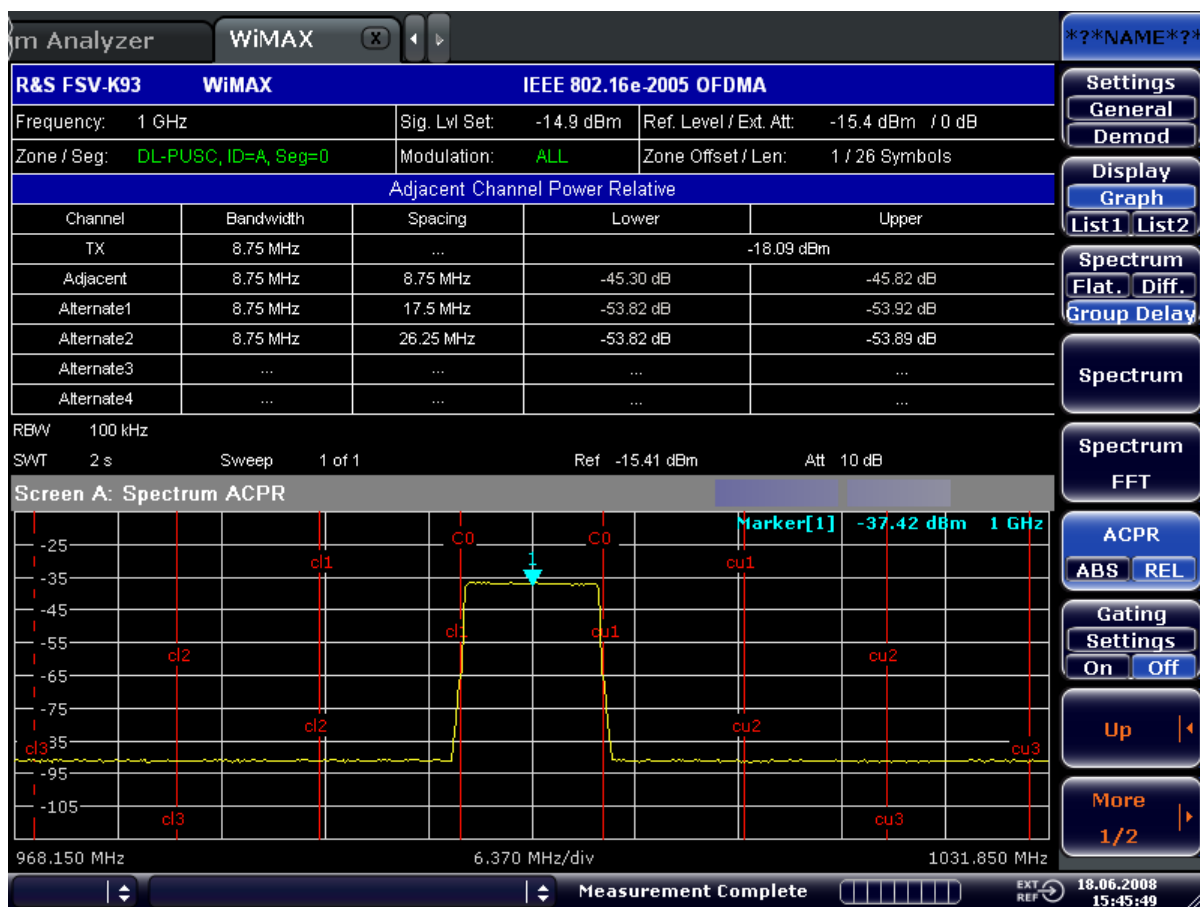 m Analyzer WiMAX X *?*NAME*?*
R&S FSV-K93 WiMAX IEEE 802.16e-2005 OFDMA
Frequency: 1 GHz Sig. Lvl Set: -14.9 dBm Ref. Level / Ext. Att: -15.4 dBm / 0 dB
Zone / Seg: DL-PUSC, ID=A, Seg=0 Modulation: ALL Zone Offset / Len: 1 / 26 Symbols
Adjacent Channel Power Relative
Channel Bandwidth Spacing Lower Upper
TX 8.75 MHz ... -18.09 dBm
Adjacent 8.75 MHz 8.75 MHz -45.30 dB -45.82 dB
Alternate1 8.75 MHz 17.5 MHz -53.82 dB -53.92 dB
Alternate2 8.75 MHz 26.25 MHz -53.82 dB -53.89 dB
Alternate3 ... ... ... ...
Alternate4 ... ... ... ...
RBW 100 kHz
SWT 2 s Sweep 1 of 1 Ref -15.41 dBm Att 10 dB
Screen A: Spectrum ACPR
Marker[1] -37.42 dBm 1 GHz
C0 C0
-25
cl1 1 cu1
-35
-45
cl1 cu1
-55
cl2 cu2
-65
-75
cl2 cu2
cl3 cu3
-95
-105
cl3 cu3
968.150 MHz 6.370 MHz/div 1031.850 MHz
Measurement Complete EXT REF 18.06.2008
15:45:49
Settings
General
Demod
Display
Graph
List1 List2
Spectrum
Flat. Diff.
Group Delay
Spectrum
Spectrum
FFT
ACPR
ABS REL
Gating
Settings
On Off
Up
More
1/2